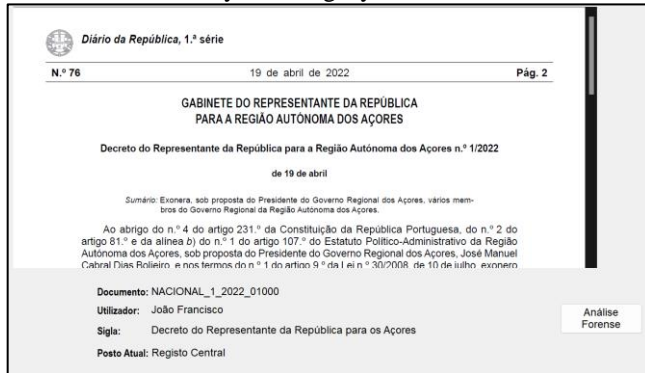 Diário da República, 1.ª série
N.º 76 19 de abril de 2022 Pág. 2
GABINETE DO REPRESENTANTE DA REPÚBLICA
PARA A REGIÃO AUTÓNOMA DOS AÇORES
Decreto do Representante da República para a Região Autónoma dos Açores n.º 1/2022
de 19 de abril
Sumário: Exonera, sob proposta do Presidente do Governo Regional dos Açores, vários mem-
bros do Governo Regional da Região Autónoma dos Açores.
Ao abrigo do n.º 4 do artigo 231.º da Constituição da República Portuguesa, do n.º 2 do
artigo 81.º e da alínea b) do n.º 1 do artigo 107.º do Estatuto Político-Administrativo da Região
Autónoma dos Açores, sob proposta do Presidente do Governo Regional dos Açores, José Manuel
Cabral Dias Bolieiro, e nos termos do n.º 1 do artigo 9.º da Lei n.º 30/2008, de 10 de julho, exonero
Documento: NACIONAL_1_2022_01000
Utilizador: João Francisco
Sigla: Decreto do Representante da República para os Açores
Posto Atual: Registo Central
Análise
Forense